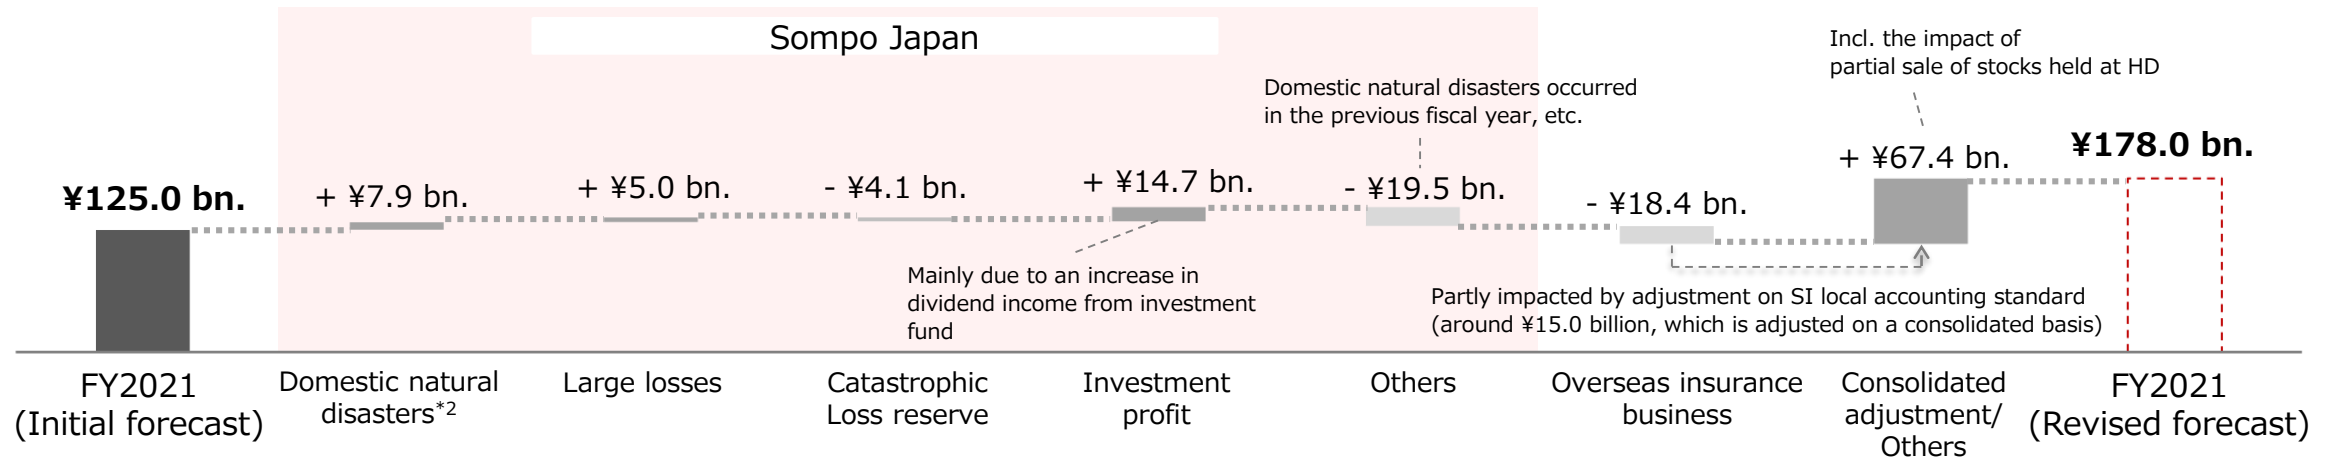 Sompo Japan
Incl. the impact of
partial sale of stocks held at HD
Domestic natural disasters occurred
in the previous fiscal year, etc.
¥125.0 bn.
+ ¥7.9 bn.
+ ¥5.0 bn.
- ¥4.1 bn.
+ ¥14.7 bn.
- ¥19.5 bn.
- ¥18.4 bn.
+ ¥67.4 bn.
¥178.0 bn.
Mainly due to an increase in
dividend income from investment
fund
Partly impacted by adjustment on SI local accounting standard
(around ¥15.0 billion, which is adjusted on a consolidated basis)
FY2021
(Initial forecast)
Domestic natural
disasters*2
Large losses
Catastrophic
Loss reserve
Investment
profit
Others
Overseas insurance
business
Consolidated
adjustment/
Others
FY2021
(Revised forecast)